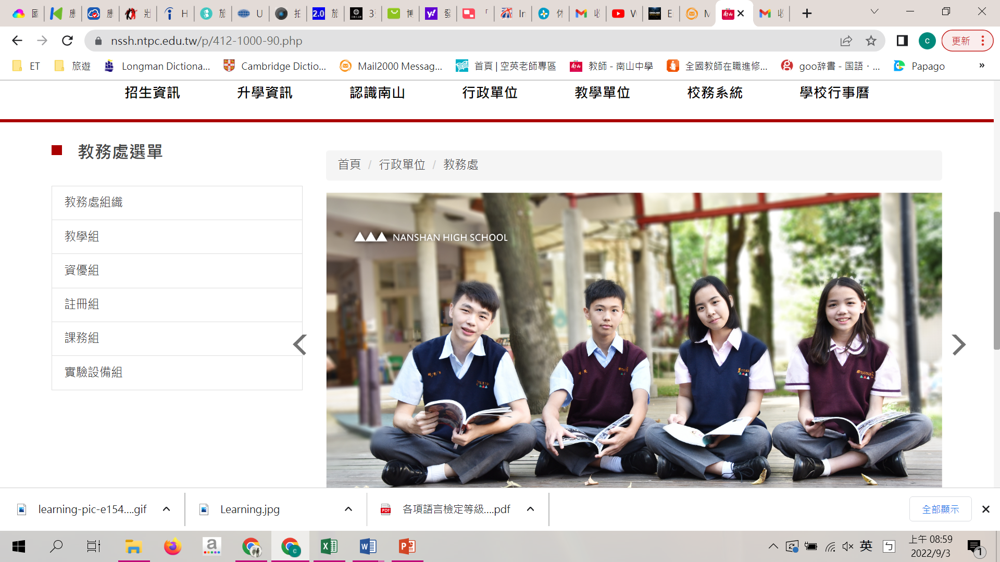 nssh.ntpc.edu.tw/p/412-1000-90.php
更新
ET
旅遊
Longman Dictiona...
Cambridge Dictio...
Mail2000 Messag...
首頁 | 空英老師專區
教師 - 南山中學
全國教師在職進修...
goo辞書 - 国語・...
Papago
»
招生資訊
升學資訊
認識南山
行政單位
教學單位
校務系統
學校行事曆
教務處選單
首頁 / 行政單位 / 教務處
教務處組織
教學組
資優組
註冊組
課務組
實驗設備組
NANSHAN HIGH SCHOOL
learning-pic-e154....gif
Learning.jpg
各項語言檢定等級....pdf
全部顯示
英
ㄅ
上午 08:59
2022/9/3
1